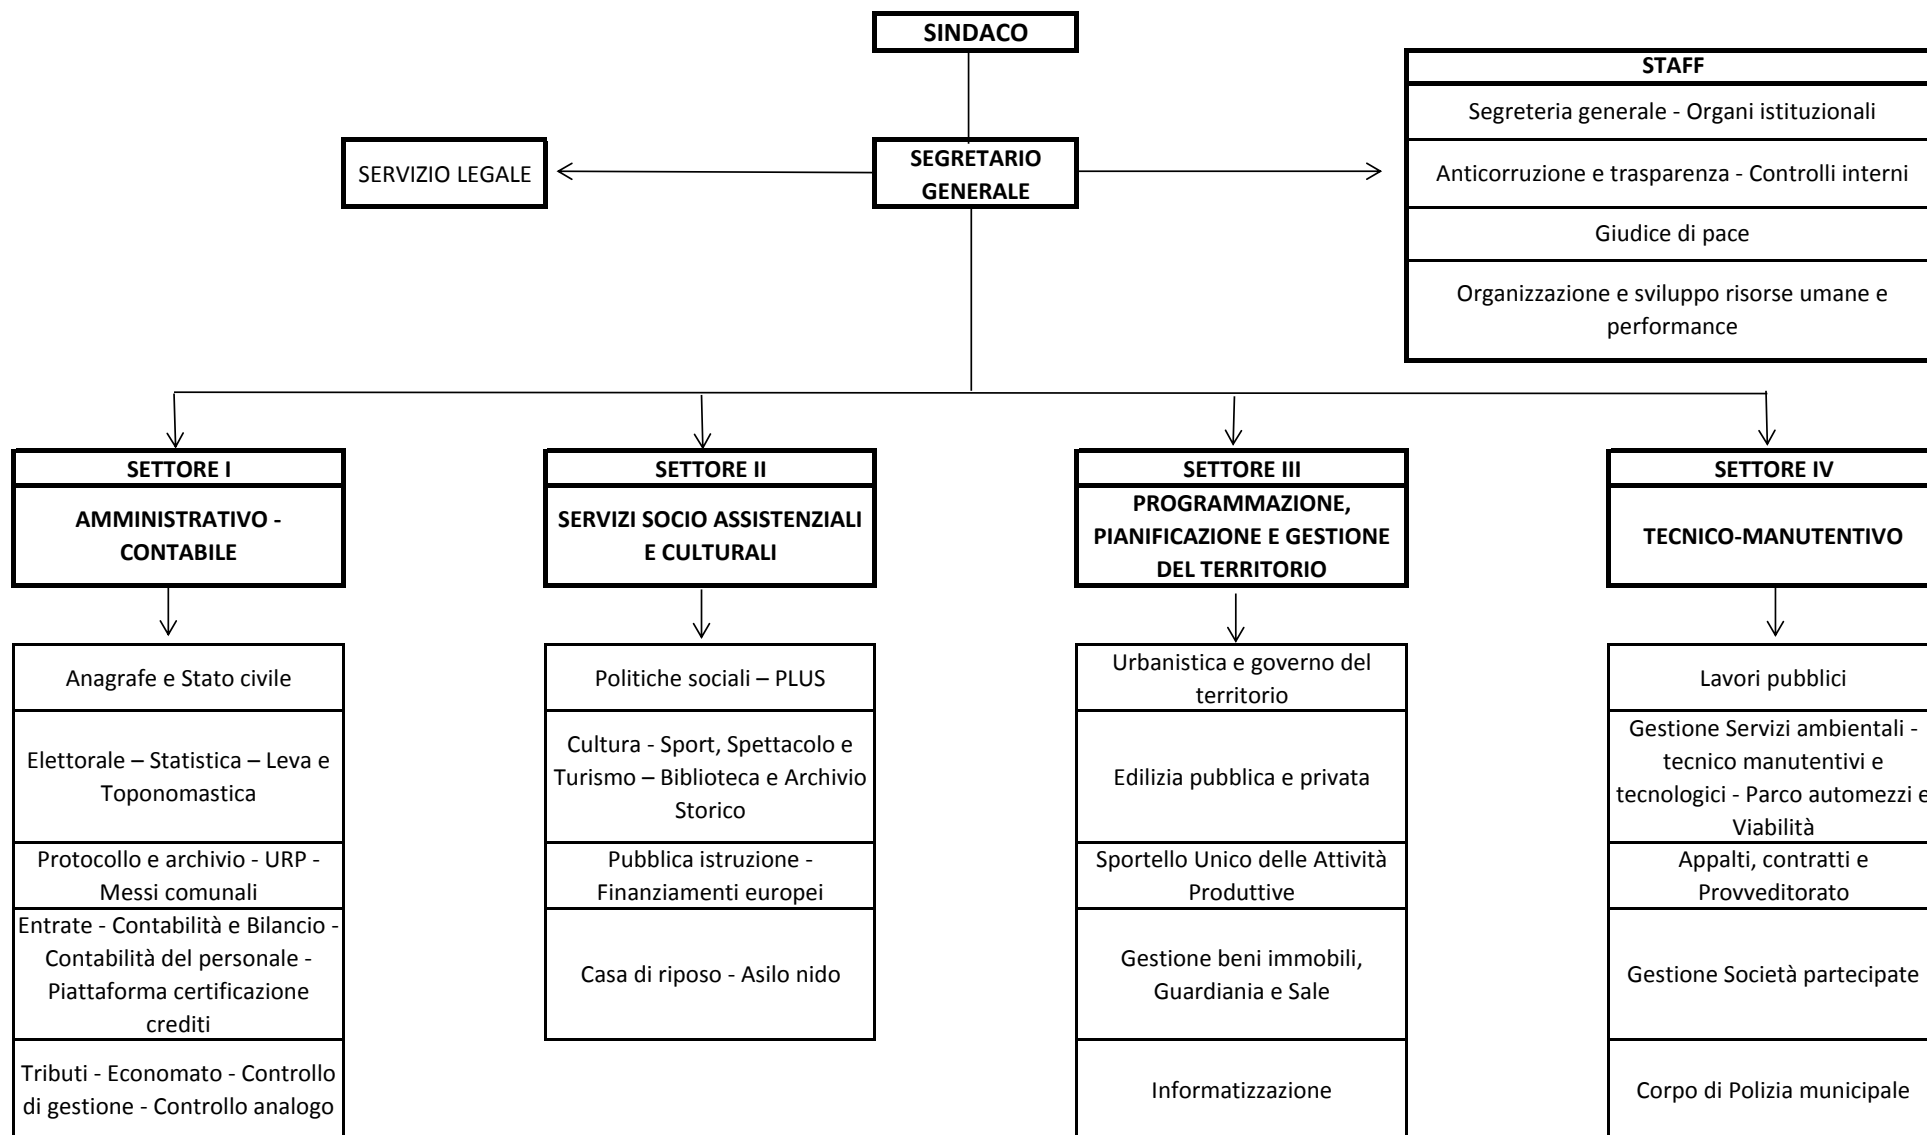 SINDACO
STAFF
Segreteria generale - Organi istituzionali
Anticorruzione e trasparenza - Controlli interni
Giudice di pace
Organizzazione e sviluppo risorse umane e
performance
SERVIZIO LEGALE
SEGRETARIO
GENERALE
SETTORE I
AMMINISTRATIVO -
CONTABILE
Anagrafe e Stato civile
Elettorale – Statistica – Leva e
Toponomastica
Protocollo e archivio - URP -
Messi comunali
Entrate - Contabilità e Bilancio -
Contabilità del personale -
Piattaforma certificazione
crediti
Tributi - Economato - Controllo
di gestione - Controllo analogo
SETTORE II
SERVIZI SOCIO ASSISTENZIALI
E CULTURALI
Politiche sociali – PLUS
Cultura - Sport, Spettacolo e
Turismo – Biblioteca e Archivio
Storico
Pubblica istruzione -
Finanziamenti europei
Casa di riposo - Asilo nido
SETTORE III
PROGRAMMAZIONE,
PIANIFICAZIONE E GESTIONE
DEL TERRITORIO
Urbanistica e governo del
territorio
Edilizia pubblica e privata
Sportello Unico delle Attività
Produttive
Gestione beni immobili,
Guardiania e Sale
Informatizzazione
SETTORE IV
TECNICO-MANUTENTIVO
Lavori pubblici
Gestione Servizi ambientali -
tecnico manutentivi e
tecnologici - Parco automezzi e
Viabilità
Appalti, contratti e
Provveditorato
Gestione Società partecipate
Corpo di Polizia municipale